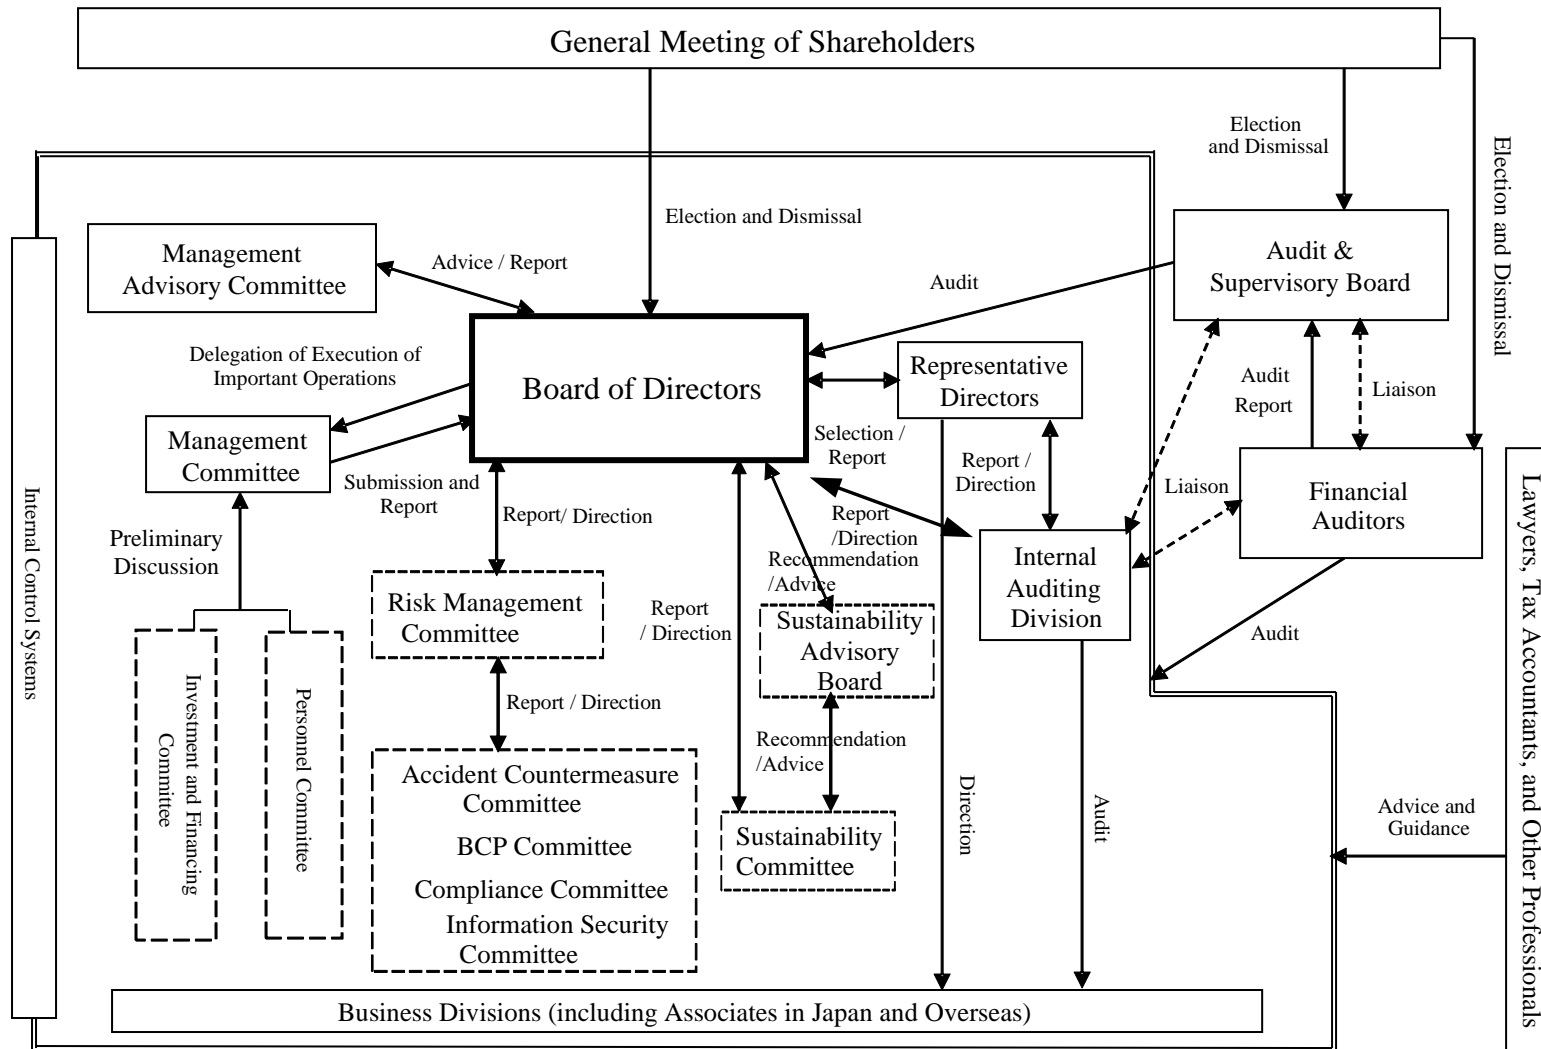 General Meeting of Shareholders
Election
and Dismissal
Election and Dismissal
Election and Dismissal
Management
Advisory Committee
Advice / Report
Audit
Audit &
Supervisory Board
Delegation of Execution of
Important Operations
Board of Directors
Representative
Directors
Audit
Report
Liaison
Management
Committee
Submission and
Report
Selection /
Report
Report /
Direction
Liaison
Financial
Auditors
Preliminary
Discussion
Report/ Direction
Report
/Direction
Recommendation
/Advice
Internal
Auditing
Division
Risk Management
Committee
Report
/ Direction
Sustainability
Advisory
Board
Audit
Internal Control Systems
Investment and Financing
Committee
Personnel Committee
Report / Direction
Recommendation
/Advice
Accident Countermeasure
Committee
BCP Committee
Compliance Committee
Information Security
Committee
Sustainability
Committee
Direction
Audit
Advice and
Guidance
Lawyers, Tax Accountants, and Other Professionals
Business Divisions (including Associates in Japan and Overseas)